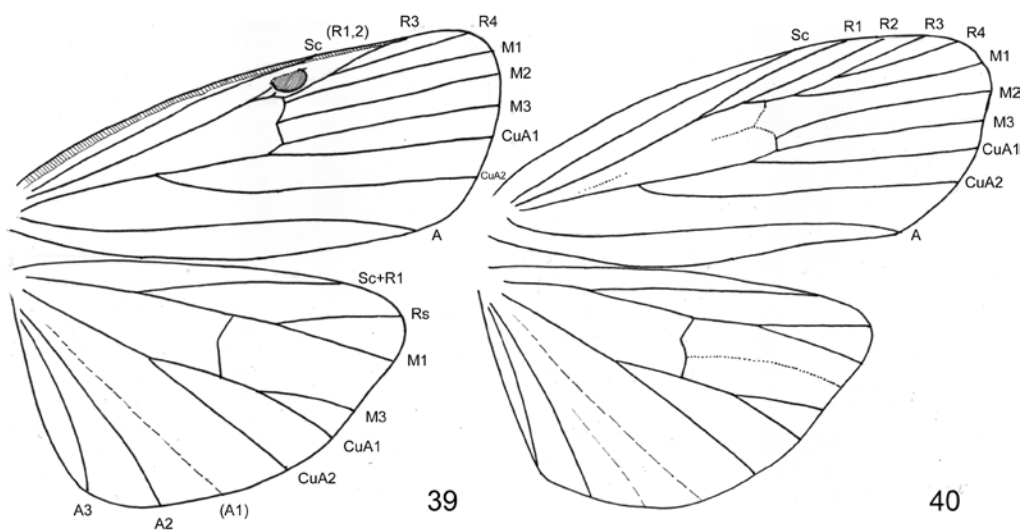 Sc
(R1,2)
R3
R4
M1
M2
M3
CuA1
CuA2
A
Sc+R1
Rs
M1
M3
CuA1
CuA2
(A1)
A2
A3
39
Sc
R1
R2
R3
R4
M1
M2
M3
CuA1
CuA2
A
40